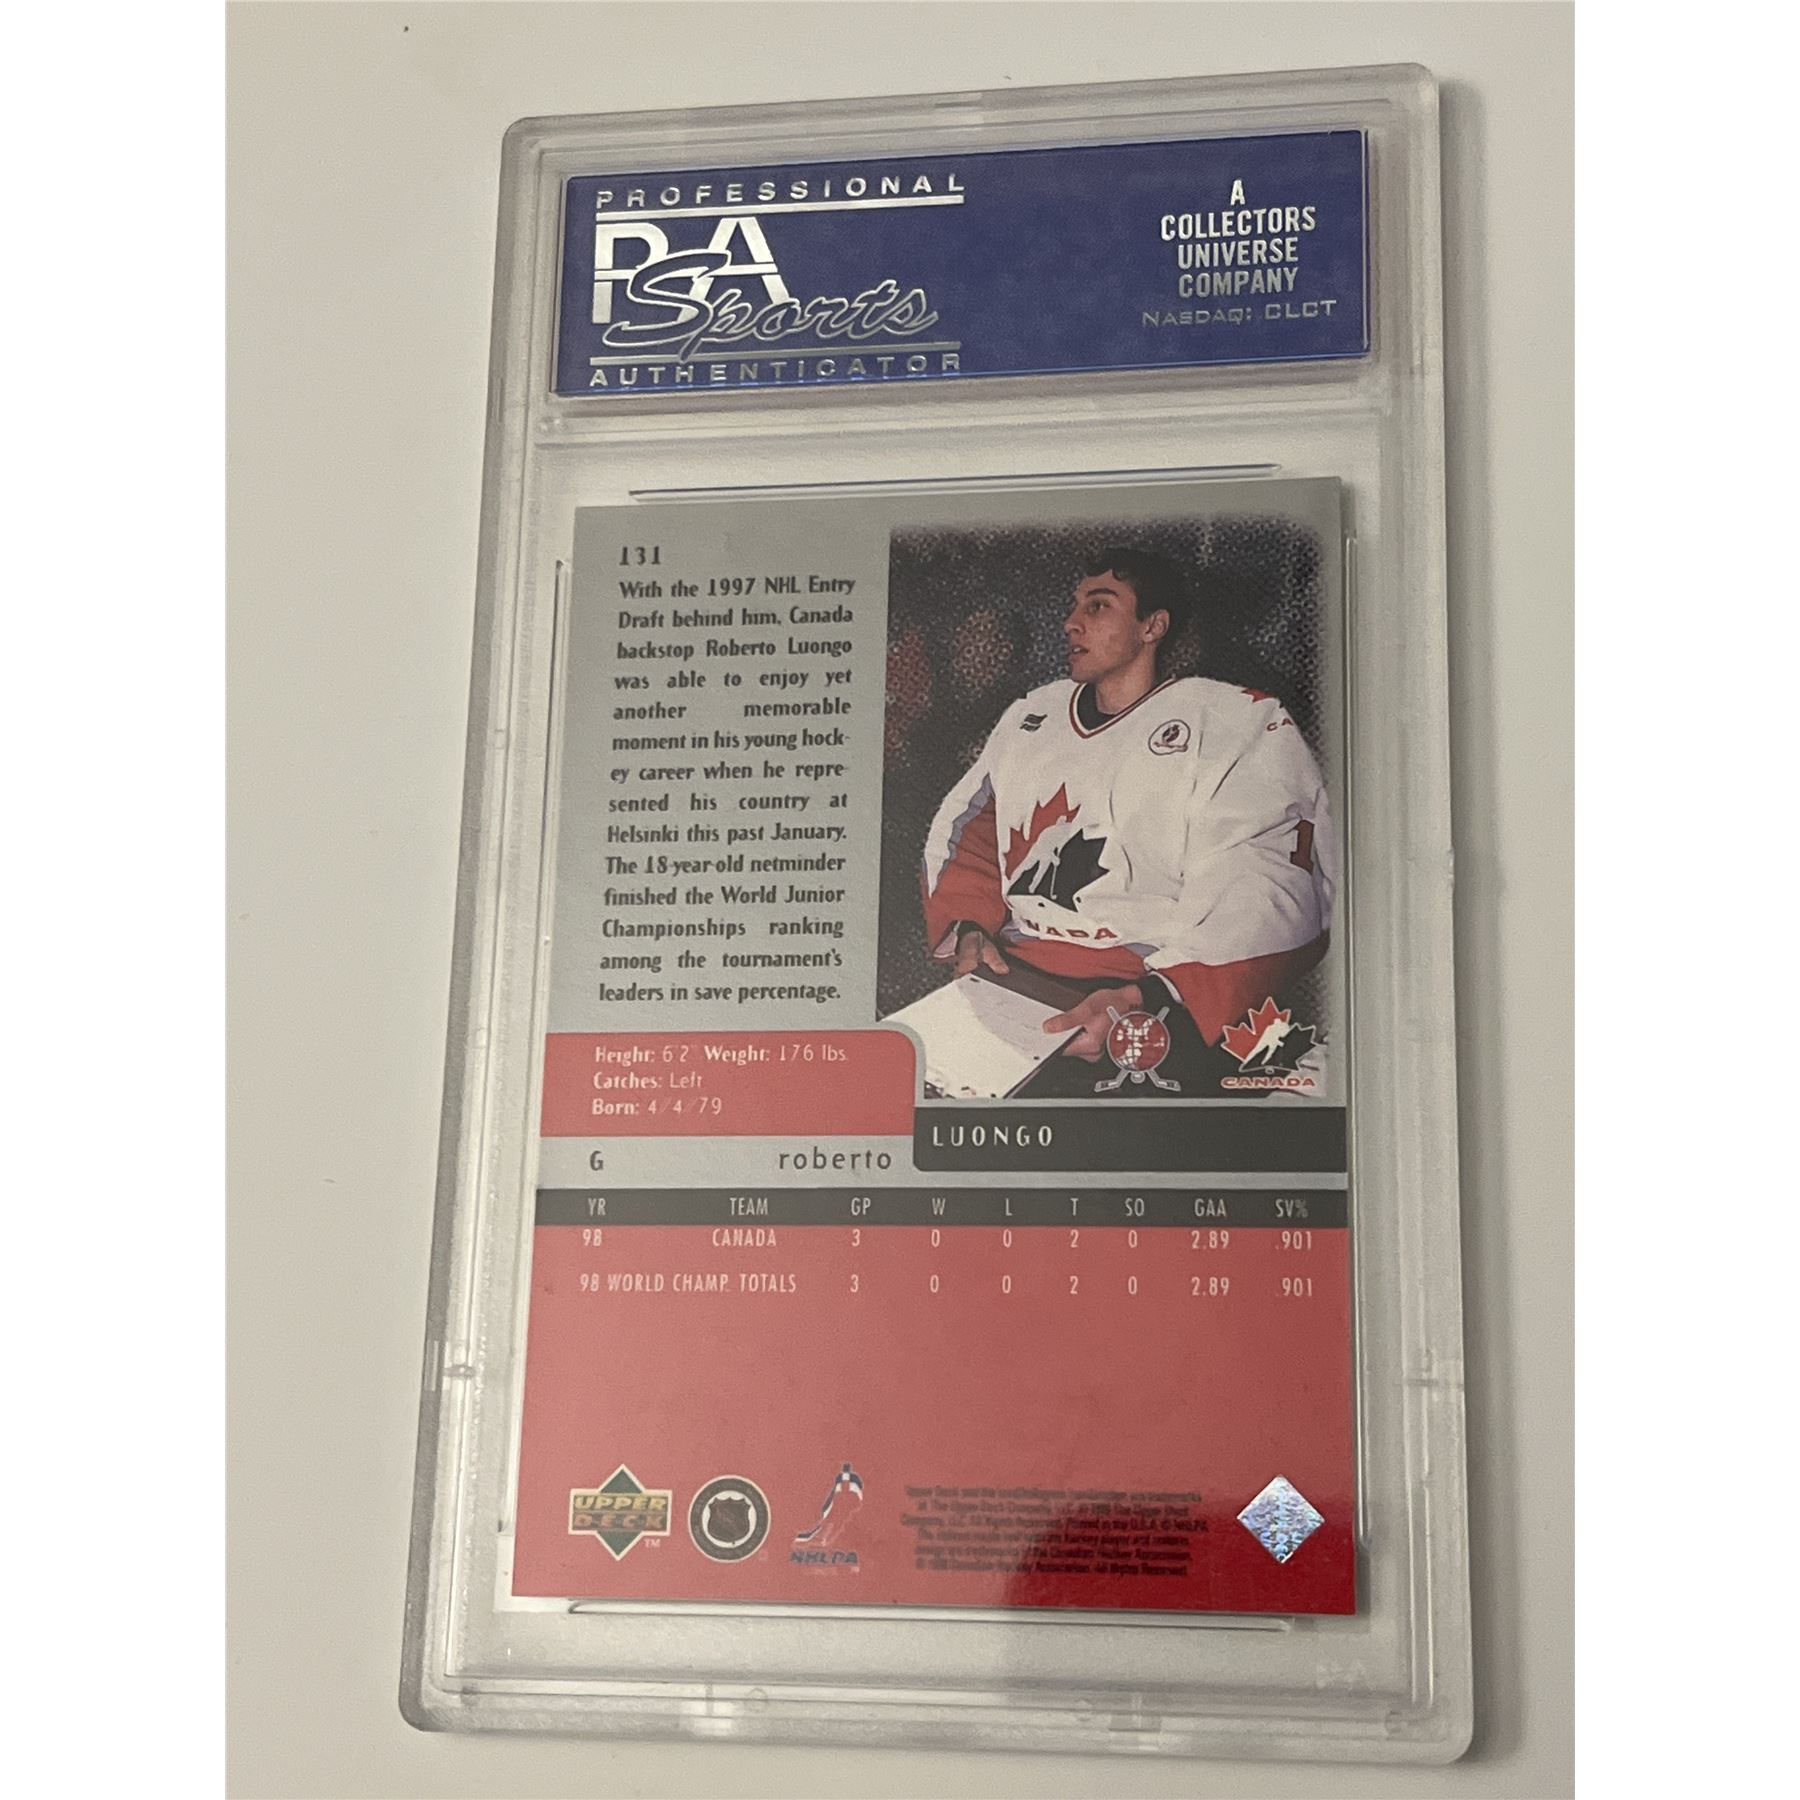 PROFESSIONAL
PSA
Sports
AUTHENTICATOR
A
COLLECTORS
UNIVERSE
COMPANY
NASDAQ: CLCT
131
With the 1997 NHL Entry
Draft behind him, Canada
backstop Roberto Luongo
was able to enjoy yet
another memorable
moment in his young hock-
ey career when he repre-
sented his country at
Helsinki this past January.
The 18-year-old netminder
finished the World Junior
Championships ranking
among the tournament's
leaders in save percentage.
CA
1
NADA
CANADA
Height: 6'2" Weight: 176 lbs.
Catches: Left
Born: 4/4/79
LUONGO
G roberto
YR TEAM GP W L T SO GAA SV%
98 CANADA 3 0 0 2 0 2.89 .901
98 WORLD CHAMP. TOTALS 3 0 0 2 0 2.89 .901
UPPER
DECK
TM
NHLPA